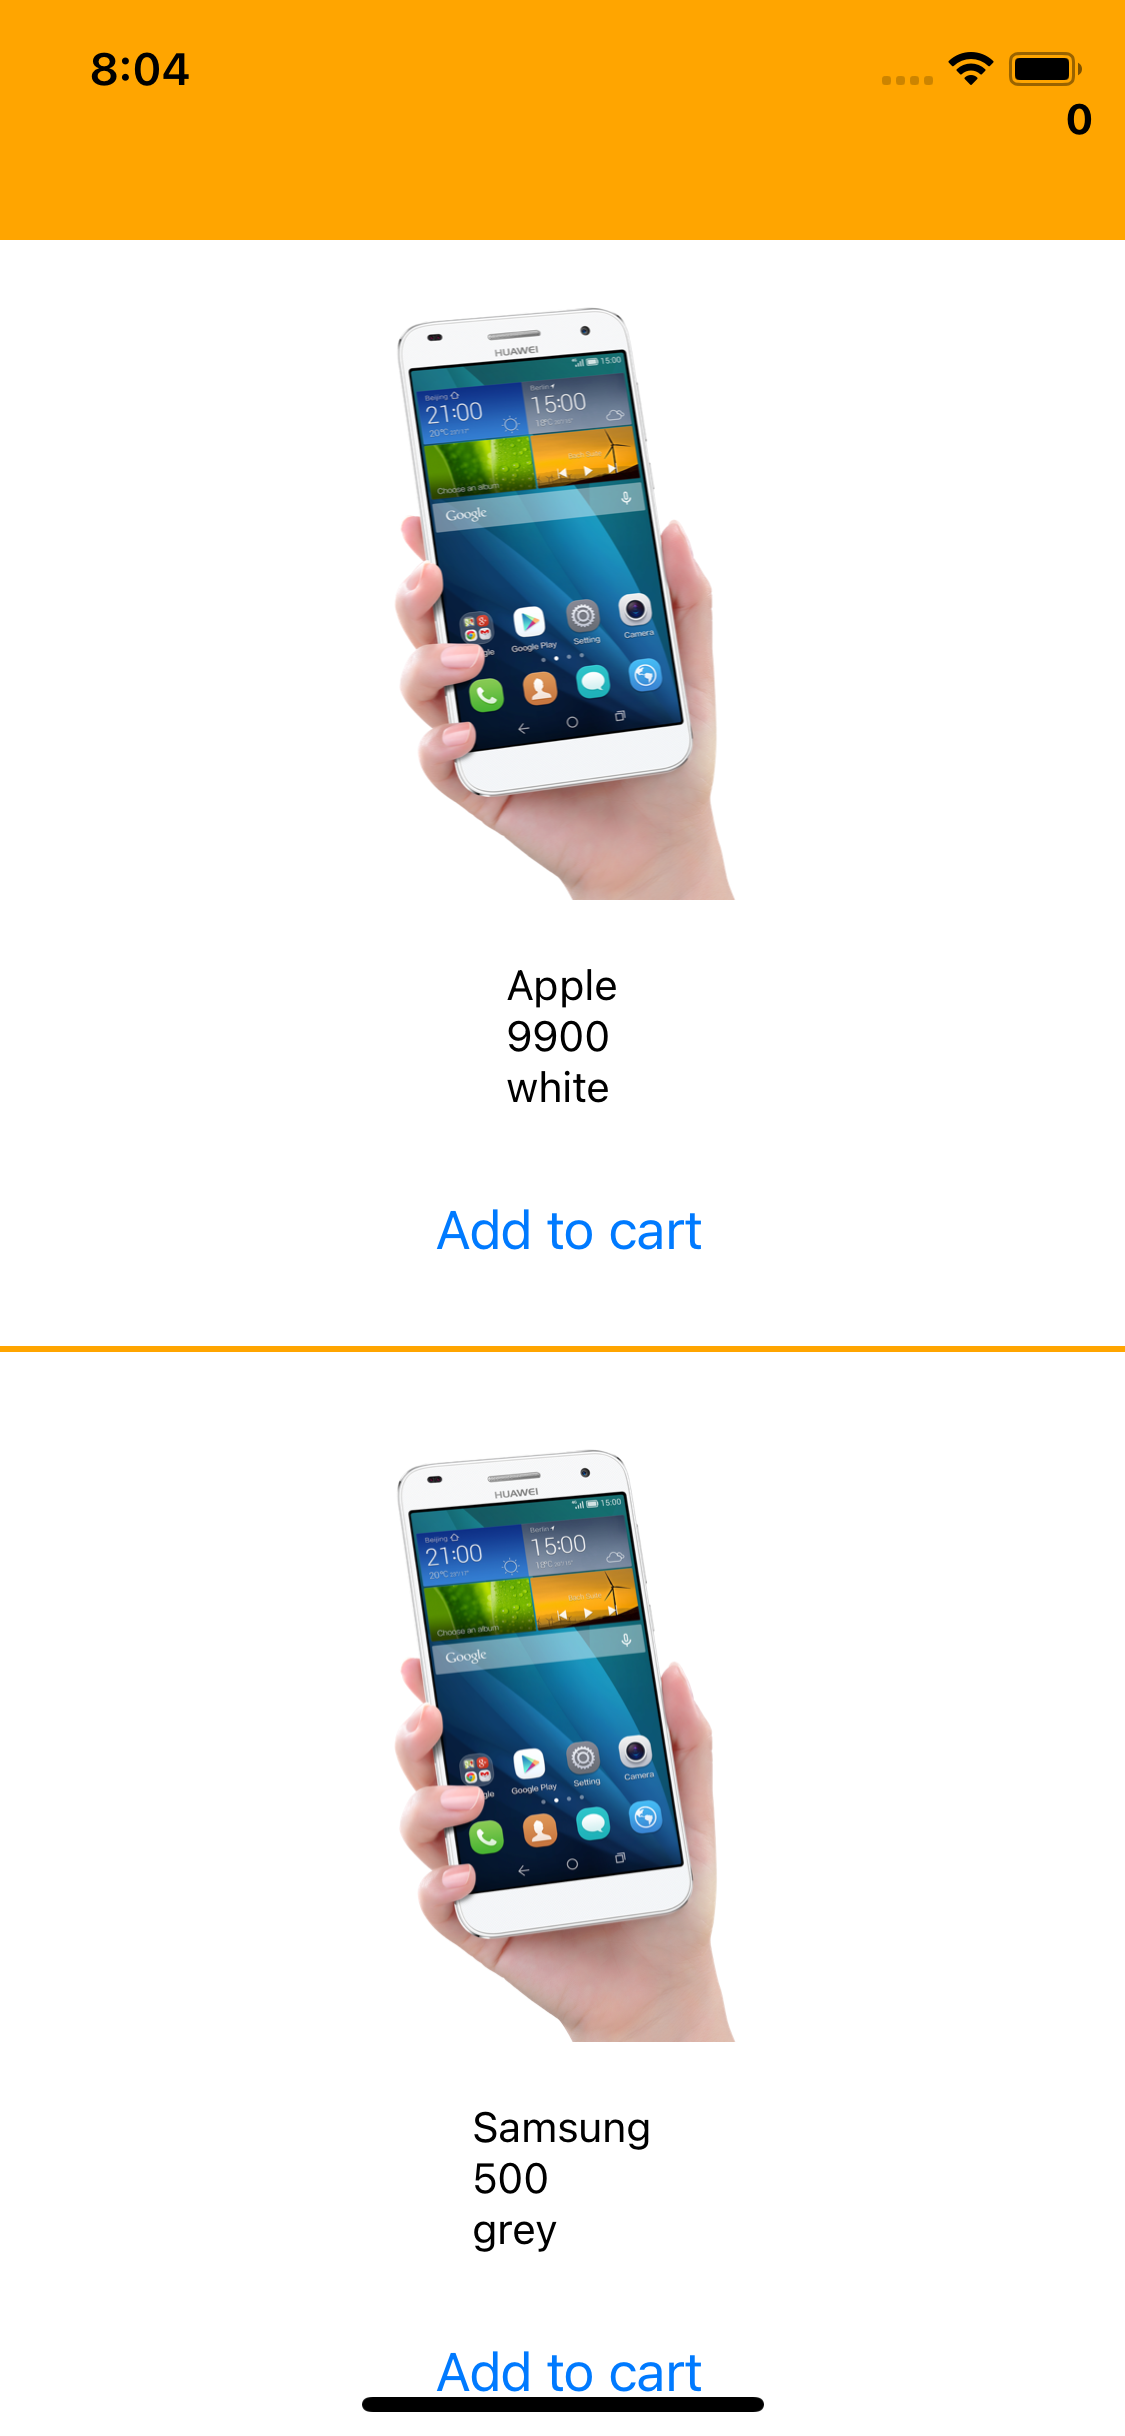 8:04
0
HUAWEI
15:00
Beijing
Berlin
21:00
15:00
20°C
18°C
Choose an album
Google
Google Play
Setting
Camera
Apple
9900
white
Add to cart
HUAWEI
15:00
Beijing
Berlin
21:00
15:00
20°C
18°C
Choose an album
Google
Google Play
Setting
Camera
Samsung
500
grey
Add to cart